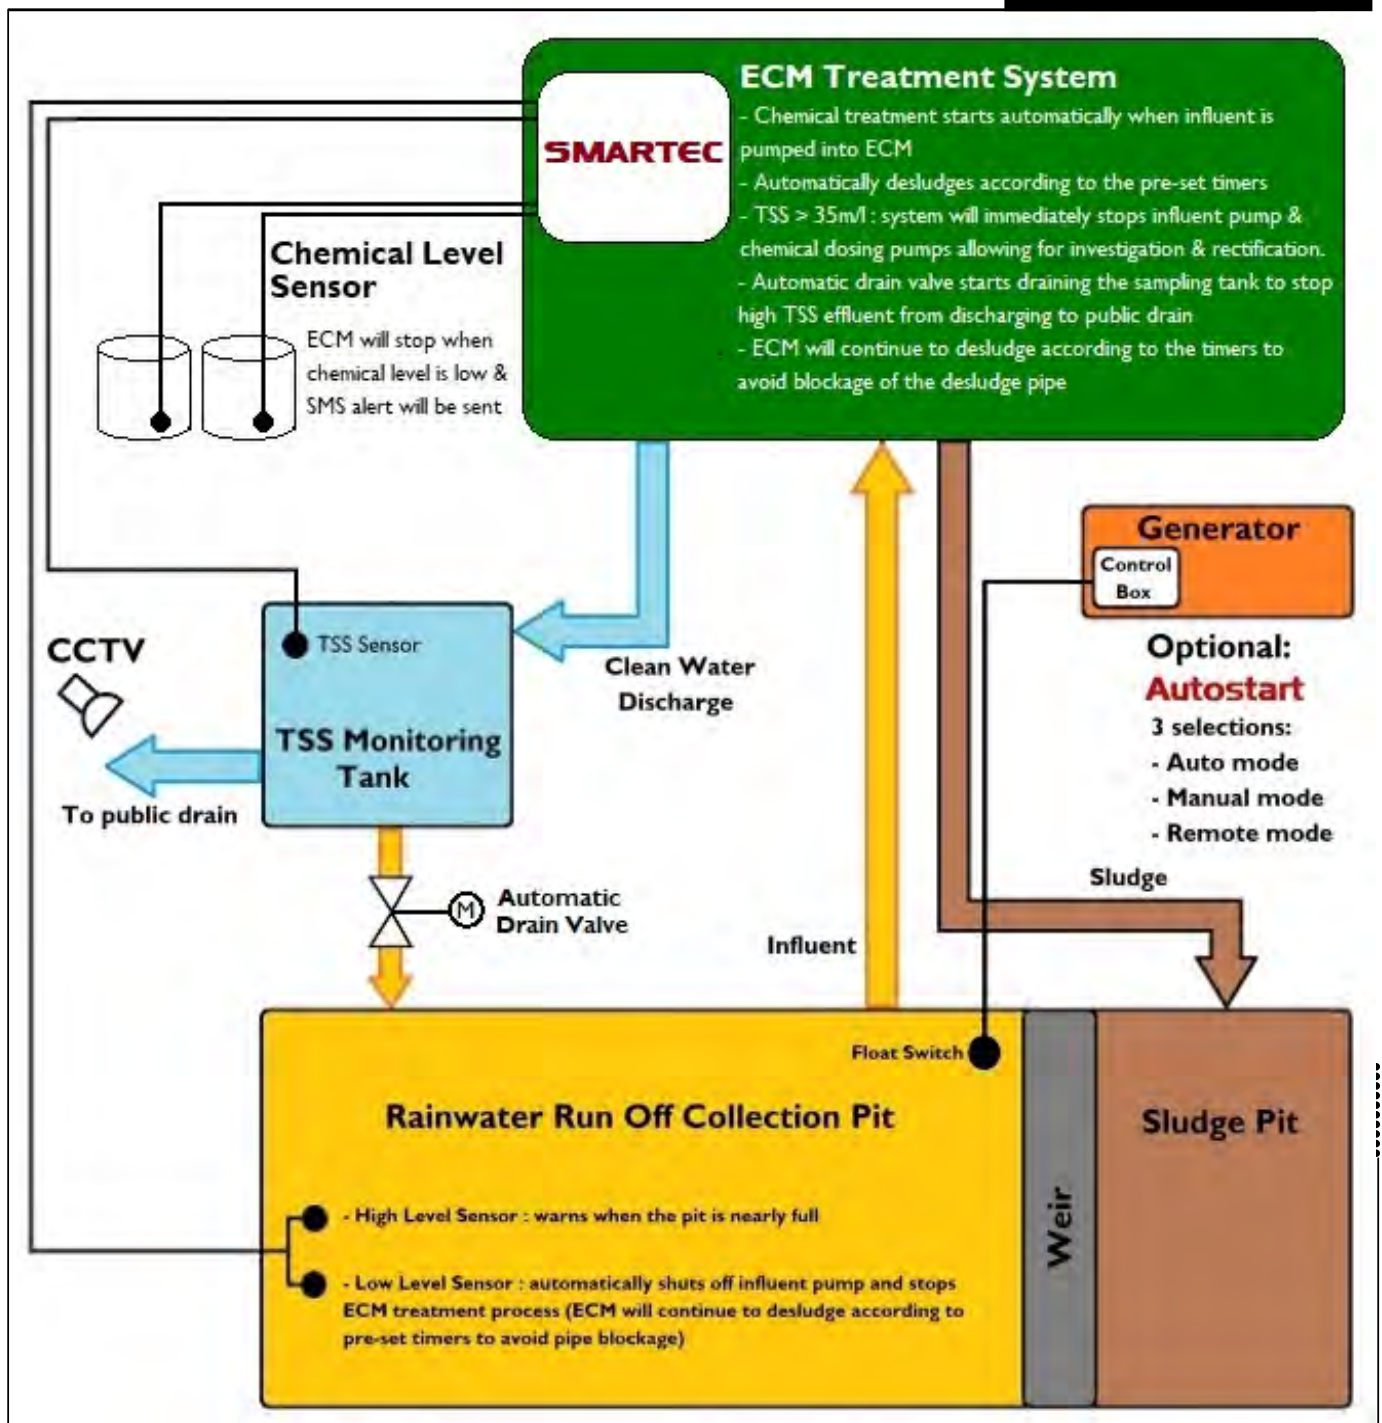 ECM Treatment System
- Chemical treatment starts automatically when influent is
pumped into ECM
- Automatically desludges according to the pre-set timers
- TSS > 35m/l : system will immediately stops influent pump &
chemical dosing pumps allowing for investigation & rectification.
- Automatic drain valve starts draining the sampling tank to stop
high TSS effluent from discharging to public drain
- ECM will continue to desludge according to the timers to
avoid blockage of the desludge pipe
SMARTEC
Chemical Level
Sensor
ECM will stop when
chemical level is low &
SMS alert will be sent
Generator
Control
Box
Optional:
Autostart
3 selections:
- Auto mode
- Manual mode
- Remote mode
CCTV
TSS Sensor
TSS Monitoring
Tank
Clean Water
Discharge
To public drain
M
Automatic
Drain Valve
Influent
Sludge
Float Switch
Rainwater Run Off Collection Pit
- High Level Sensor : warns when the pit is nearly full
- Low Level Sensor : automatically shuts off influent pump and stops
ECM treatment process (ECM will continue to desludge according to
pre-set timers to avoid pipe blockage)
Weir
Sludge Pit